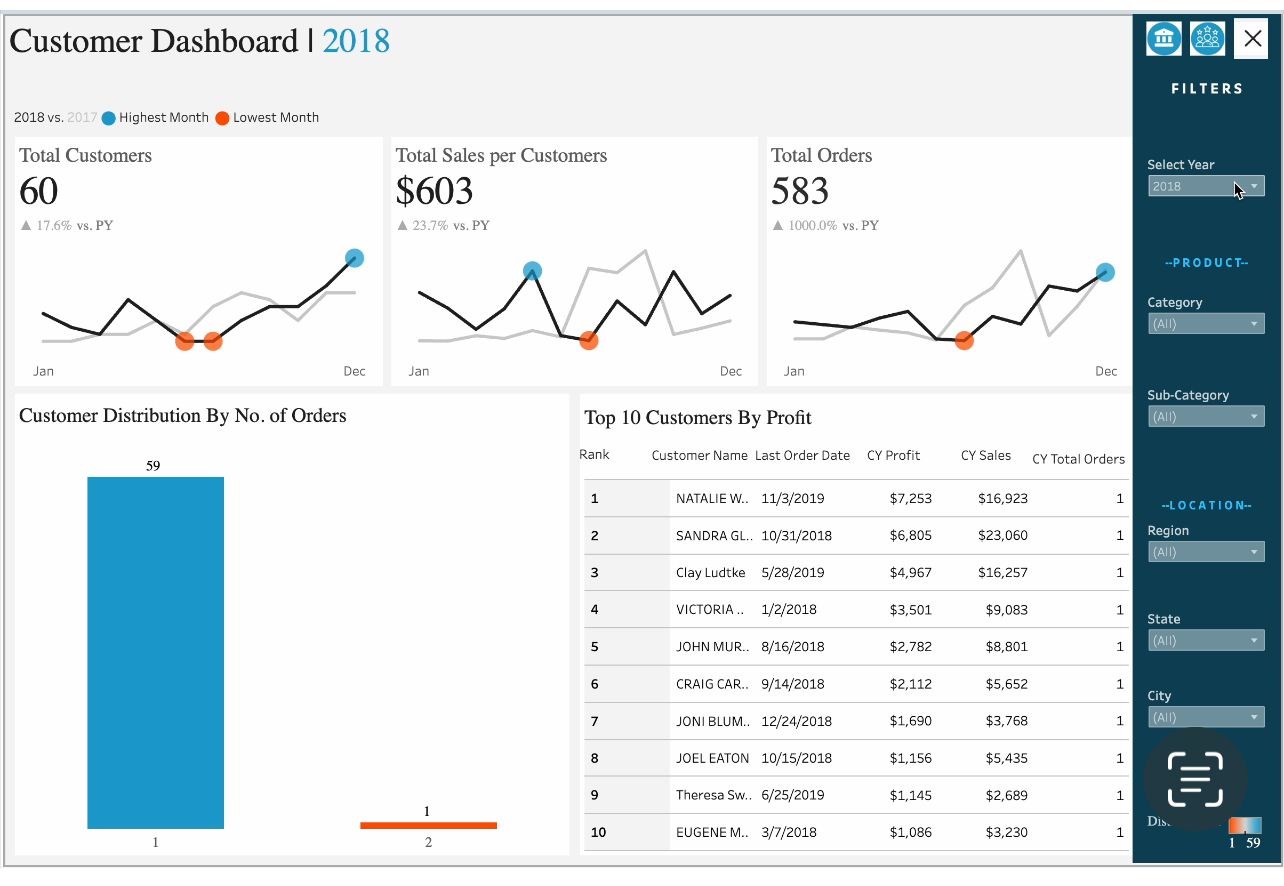 Customer Dashboard | 2018
2018 vs. 2017 Highest Month Lowest Month
Total Customers
60
▲ 17.6% vs. PY
Jan Dec
Total Sales per Customers
$603
▲ 23.7% vs. PY
Jan Dec
Total Orders
583
▲ 1000.0% vs. PY
Jan Dec
Customer Distribution By No. of Orders
59
1
1 2
Top 10 Customers By Profit
Rank Customer Name Last Order Date CY Profit CY Sales CY Total Orders
1 NATALIE W.. 11/3/2019 $7,253 $16,923 1
2 SANDRA GL.. 10/31/2018 $6,805 $23,060 1
3 Clay Ludtke 5/28/2019 $4,967 $16,257 1
4 VICTORIA .. 1/2/2018 $3,501 $9,083 1
5 JOHN MUR.. 8/16/2018 $2,782 $8,801 1
6 CRAIG CAR.. 9/14/2018 $2,112 $5,652 1
7 JONI BLUM.. 12/24/2018 $1,690 $3,768 1
8 JOEL EATON 10/15/2018 $1,156 $5,435 1
9 Theresa Sw.. 6/25/2019 $1,145 $2,689 1
10 EUGENE M.. 3/7/2018 $1,086 $3,230 1
FILTERS
Select Year
2018
--PRODUCT--
Category
(All)
Sub-Category
(All)
--LOCATION--
Region
(All)
State
(All)
City
(All)
1 59